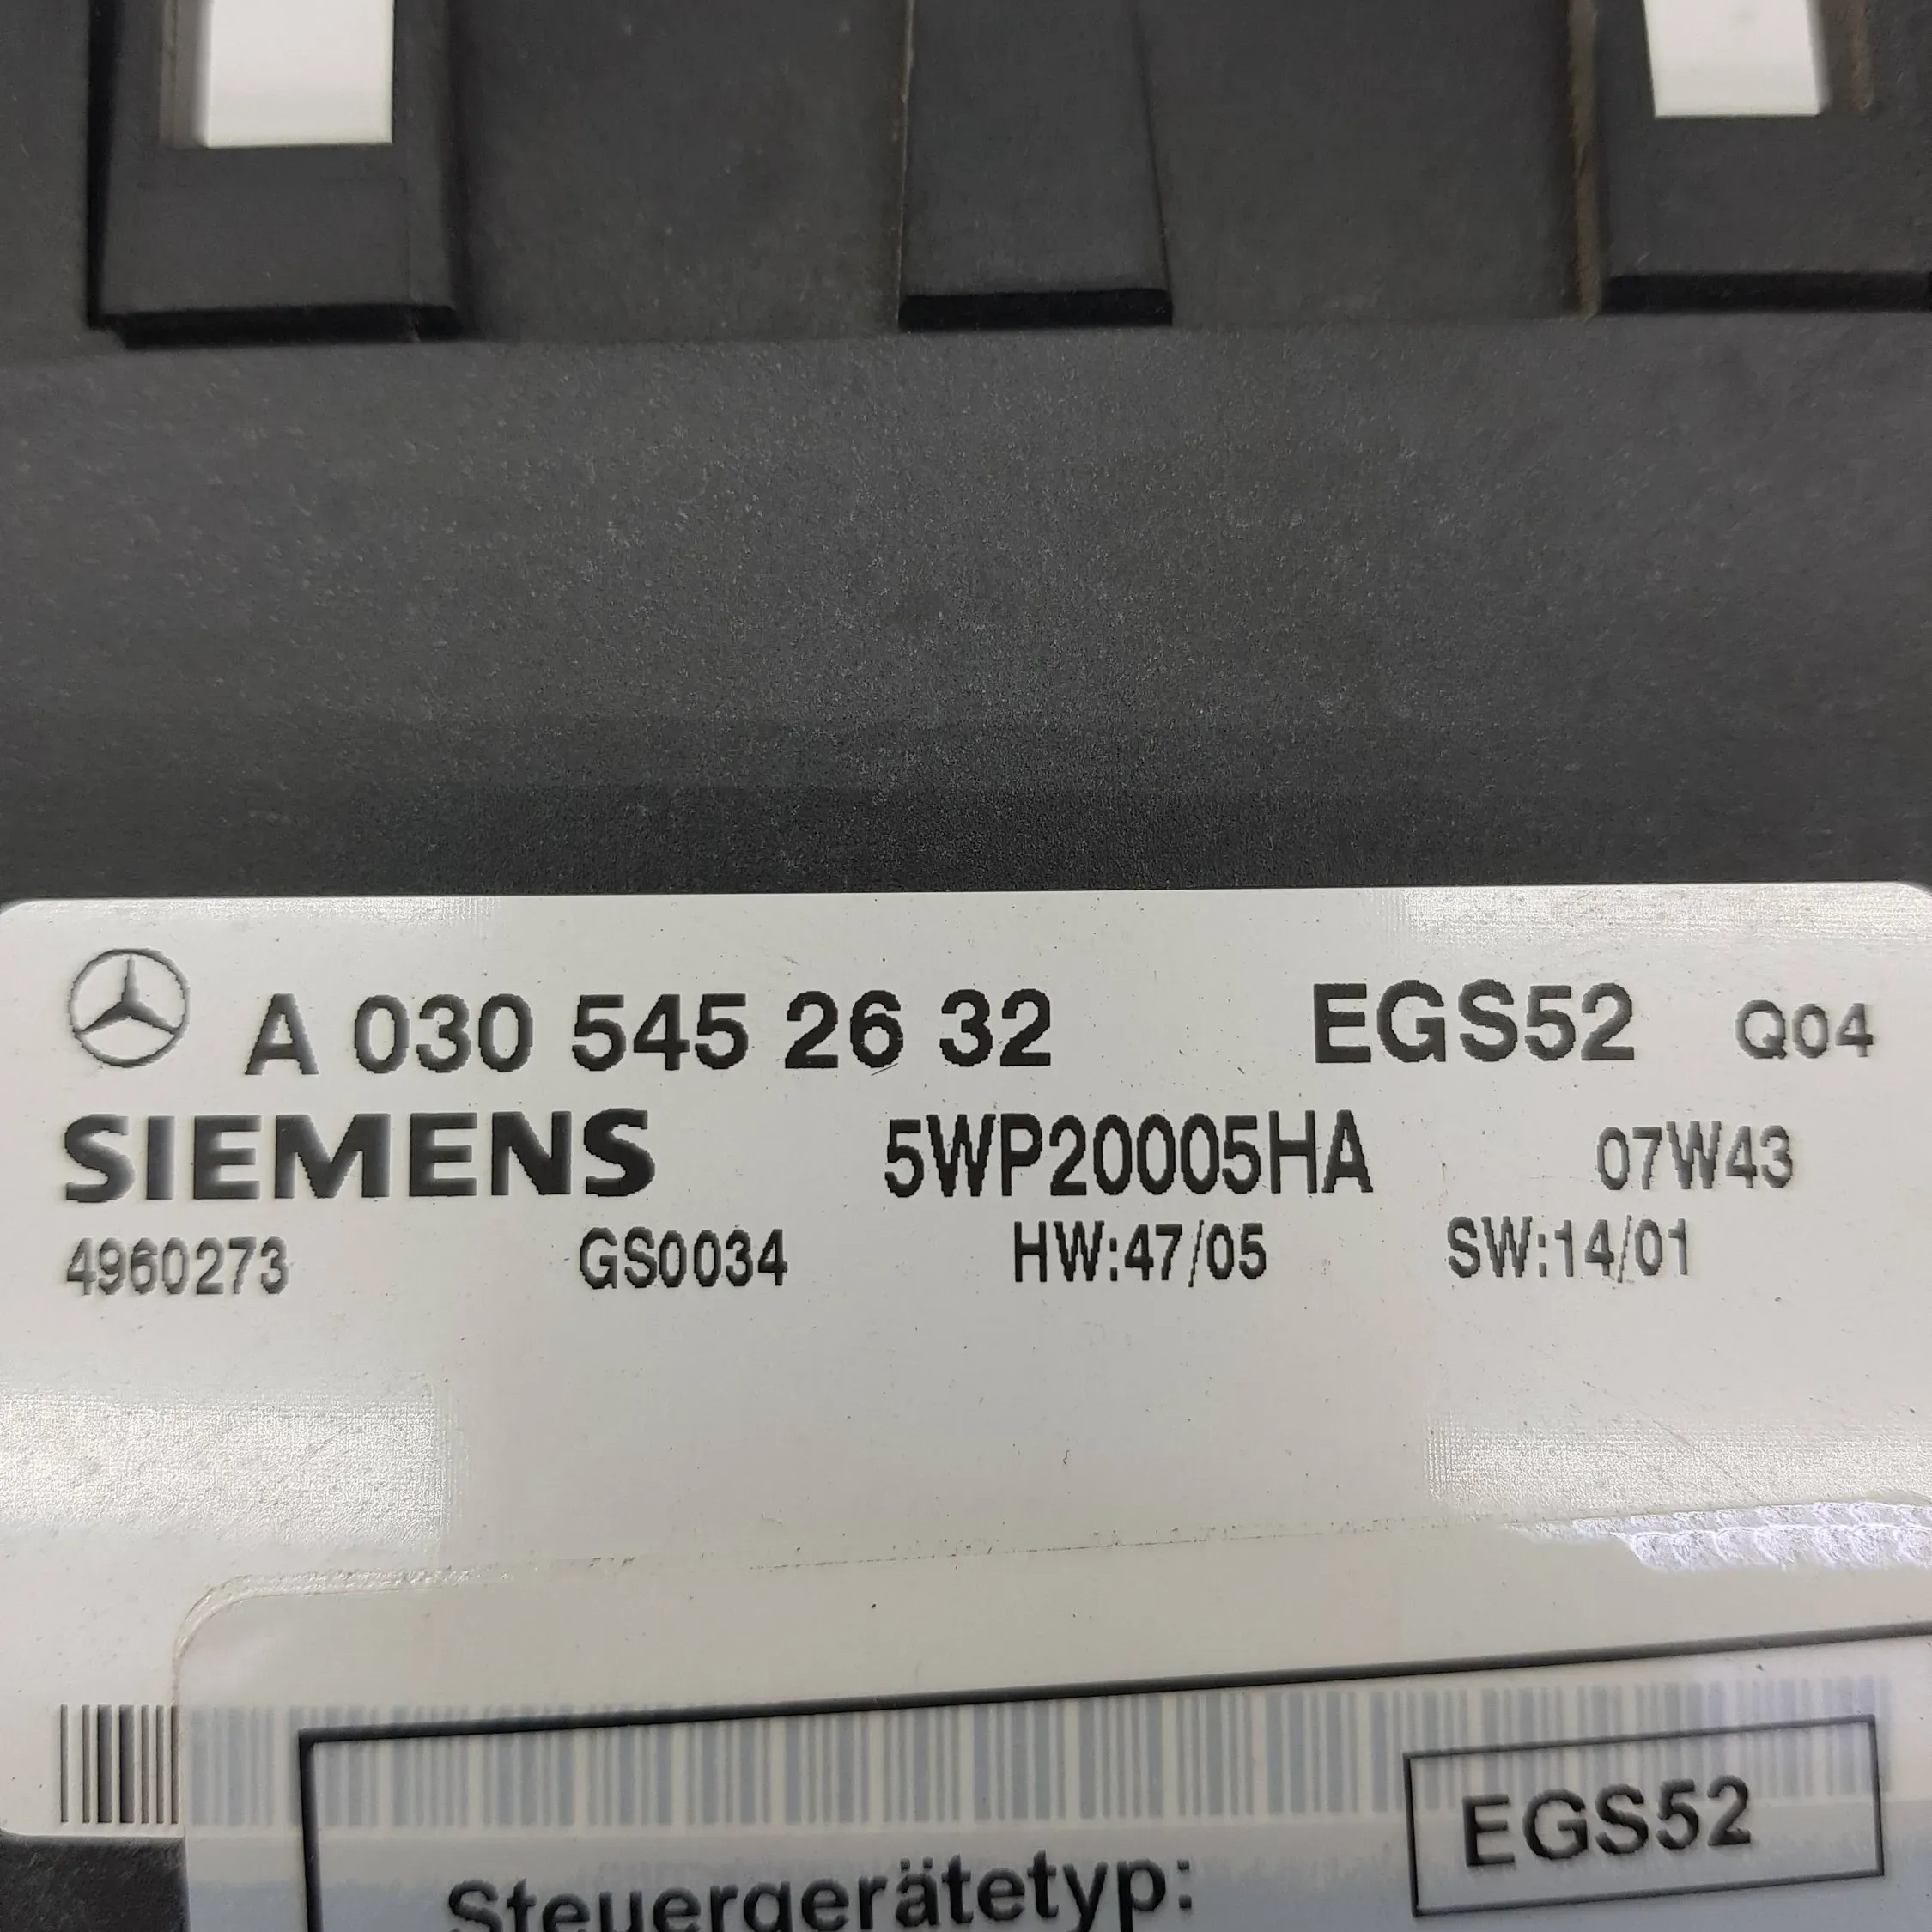 A 030 545 26 32 EGS52 Q04
SIEMENS 5WP20005HA 07W43
4960273 GS0034 HW:47/05 SW:14/01
EGS52
Steuergerätetyp: